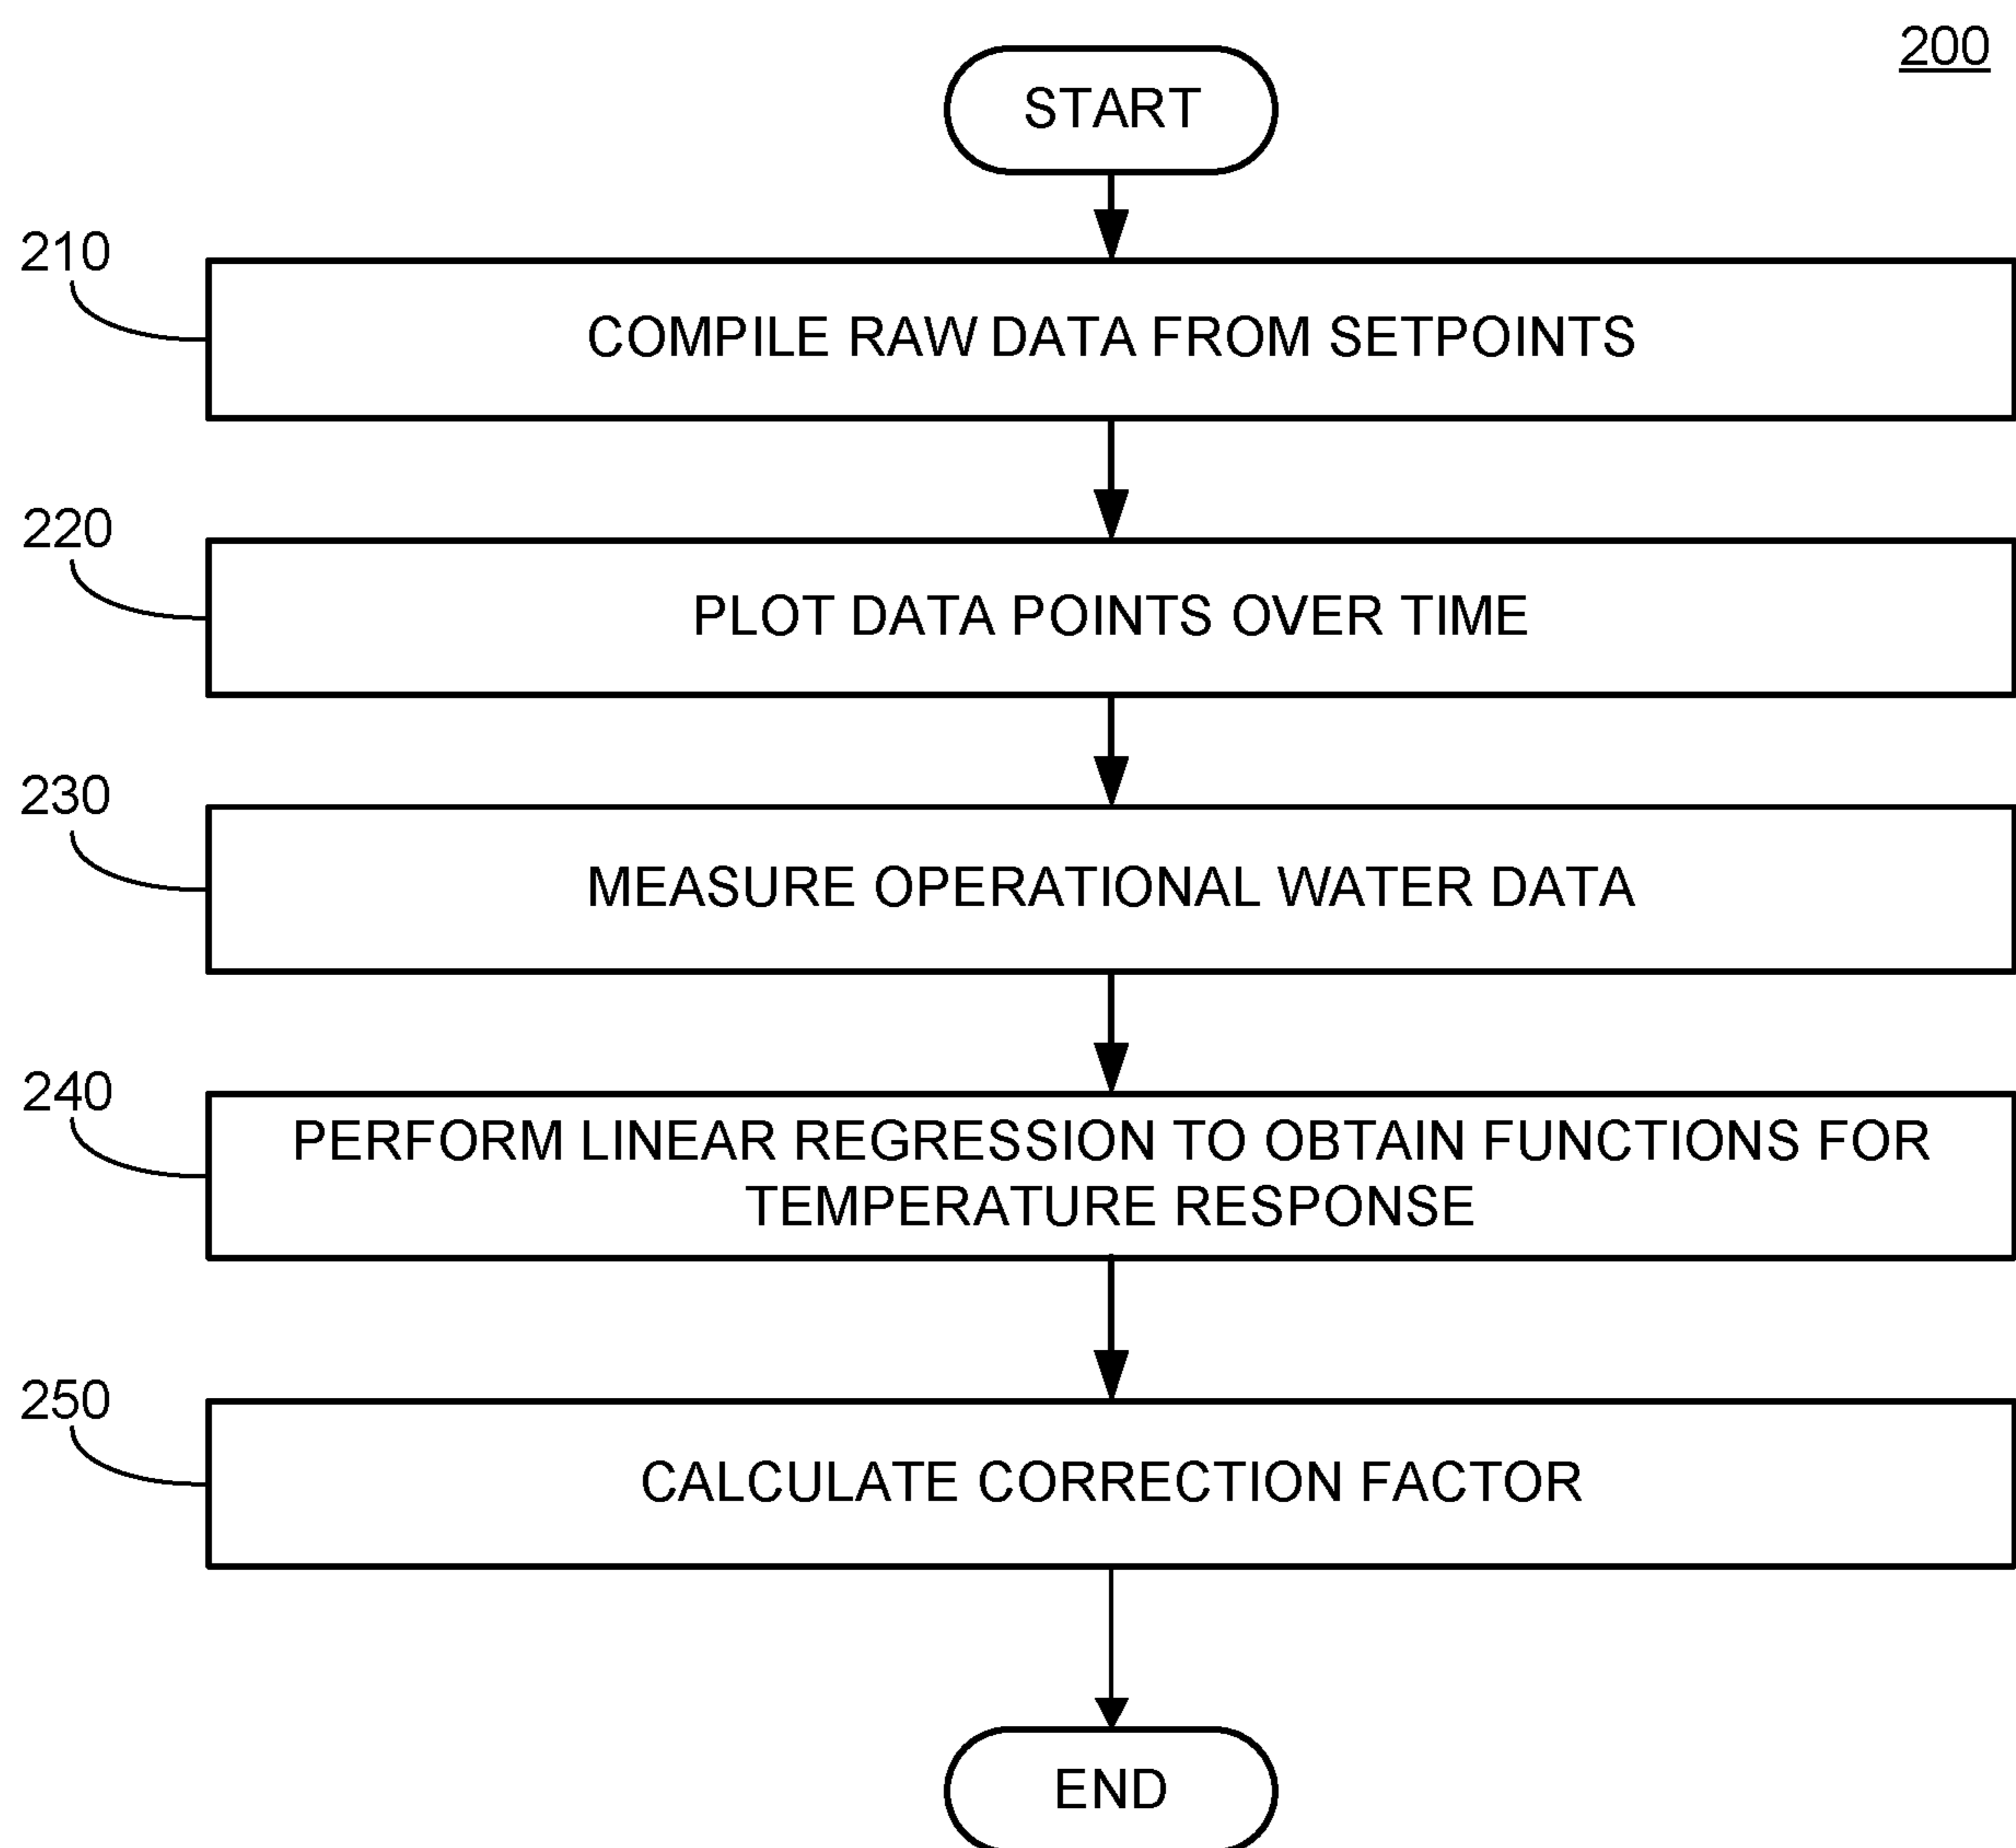 200
START
210
COMPILE RAW DATA FROM SETPOINTS
220
PLOT DATA POINTS OVER TIME
230
MEASURE OPERATIONAL WATER DATA
240
PERFORM LINEAR REGRESSION TO OBTAIN FUNCTIONS FOR
TEMPERATURE RESPONSE
250
CALCULATE CORRECTION FACTOR
END